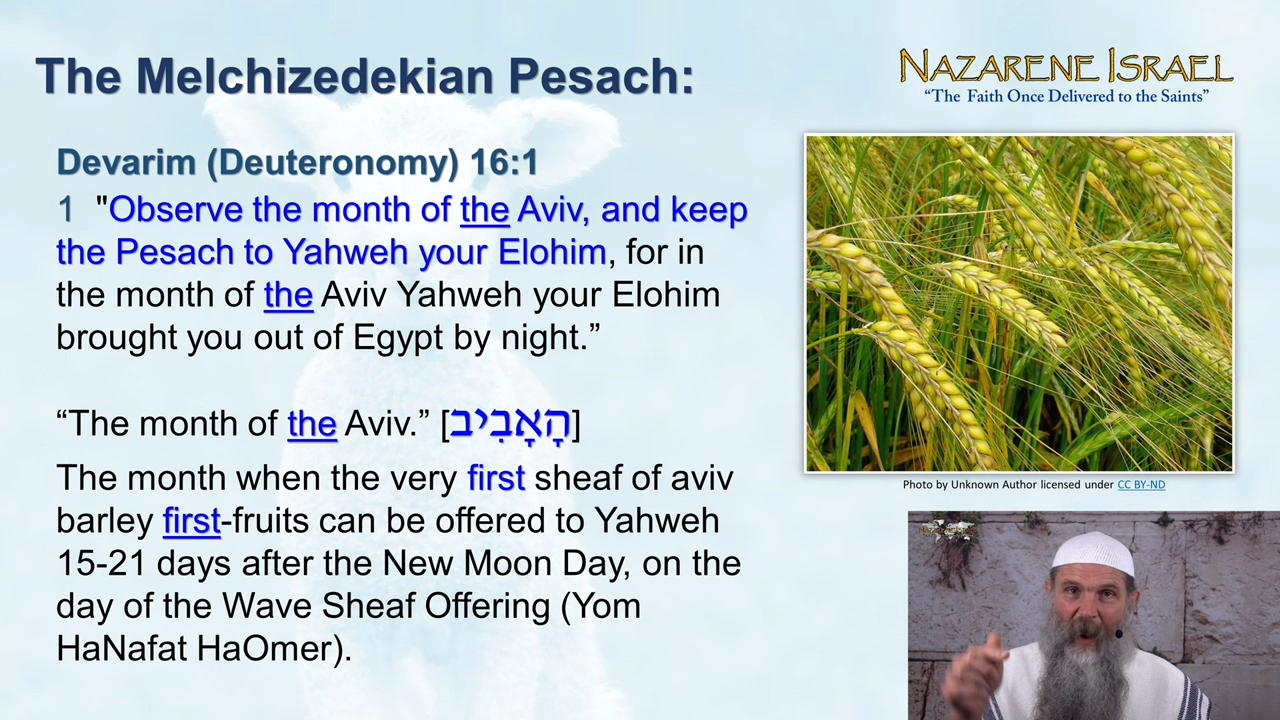 The Melchizedekian Pesach:
NAZARENE ISRAEL
“The Faith Once Delivered to the Saints”
Devarim (Deuteronomy) 16:1
1 "Observe the month of the Aviv, and keep
the Pesach to Yahweh your Elohim, for in
the month of the Aviv Yahweh your Elohim
brought you out of Egypt by night.”
“The month of the Aviv.” [הָאָבִיב]
The month when the very first sheaf of aviv
barley first-fruits can be offered to Yahweh
15-21 days after the New Moon Day, on the
day of the Wave Sheaf Offering (Yom
HaNafat HaOmer).
Photo by Unknown Author licensed under CC BY-ND